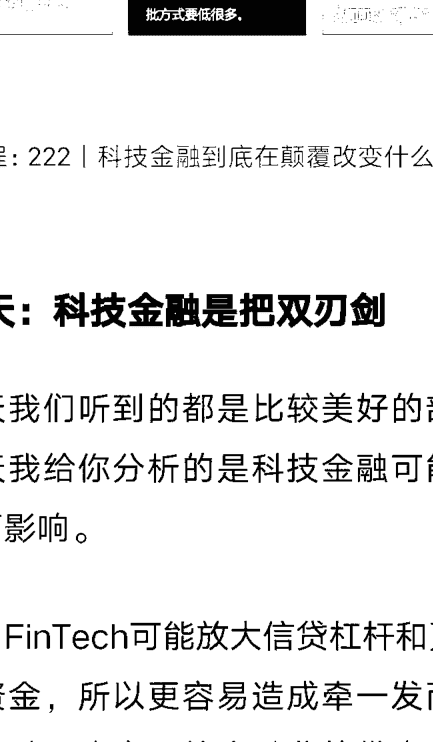 批方式要低很多。
程：222丨科技金融到底在颠覆改变什么
天：科技金融是把双刃剑
天我们听到的都是比较美好的
天我给你分析的是科技金融可能
影响。
FinTech可能放大信贷杠杆和
资金，所以更容易造成牵一发而